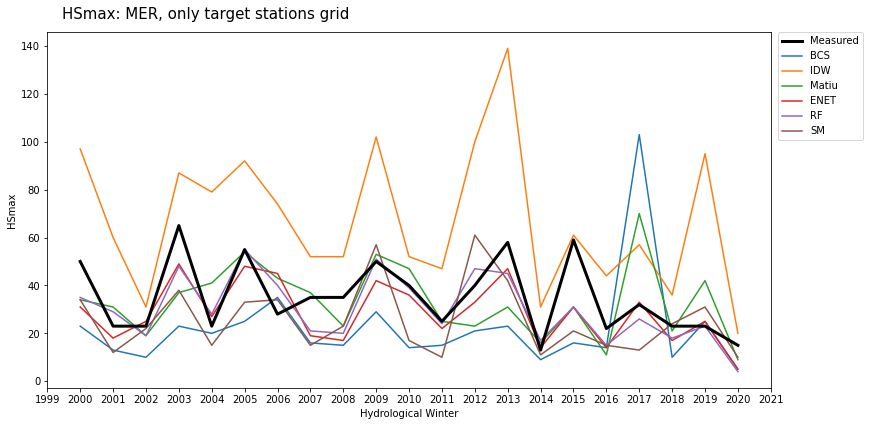 HSmax: MER, only target stations grid
140
120
100
80
60
40
20
0
HSmax
1999 2000 2001 2002 2003 2004 2005 2006 2007 2008 2009 2010 2011 2012 2013 2014 2015 2016 2017 2018 2019 2020 2021
Hydrological Winter
Measured
BCS
IDW
Matiu
ENET
RF
SM